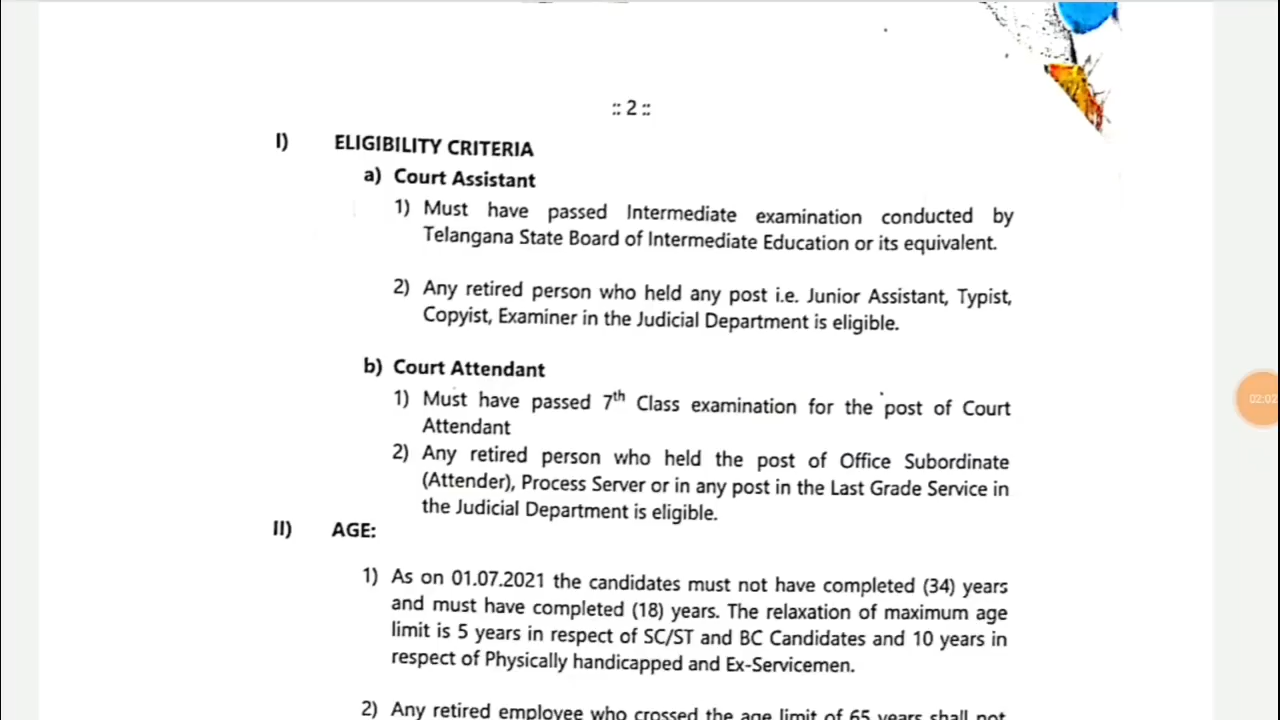 :: 2 ::
I) ELIGIBILITY CRITERIA
a) Court Assistant
1) Must have passed Intermediate examination conducted by
Telangana State Board of Intermediate Education or its equivalent.
2) Any retired person who held any post i.e. Junior Assistant, Typist,
Copyist, Examiner in the Judicial Department is eligible.
b) Court Attendant
1) Must have passed 7th Class examination for the post of Court
Attendant
2) Any retired person who held the post of Office Subordinate
(Attender), Process Server or in any post in the Last Grade Service in
the Judicial Department is eligible.
II) AGE:
1) As on 01.07.2021 the candidates must not have completed (34) years
and must have completed (18) years. The relaxation of maximum age
limit is 5 years in respect of SC/ST and BC Candidates and 10 years in
respect of Physically handicapped and Ex-Servicemen.
2) Any retired employee who crossed the age limit of 65 years shall not
02:02